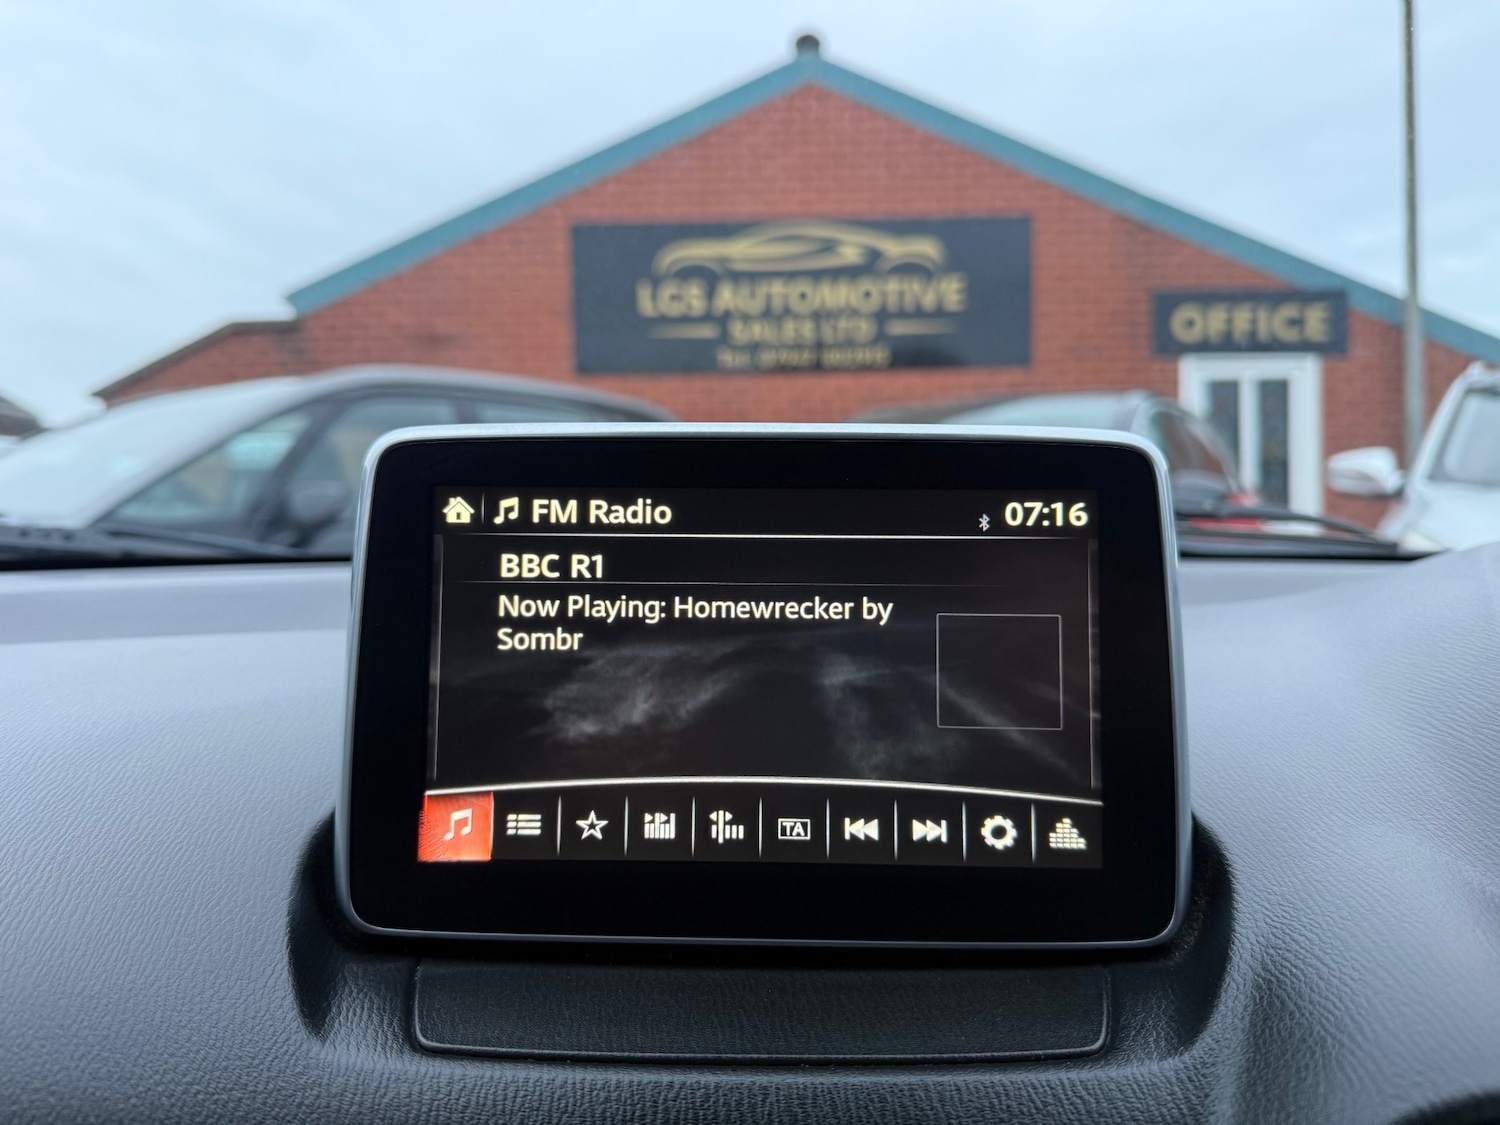 LGS AUTOMOTIVE
SALES LTD
OFFICE
FM Radio
07:16
BBC R1
Now Playing: Homewrecker by
Sombr
TA